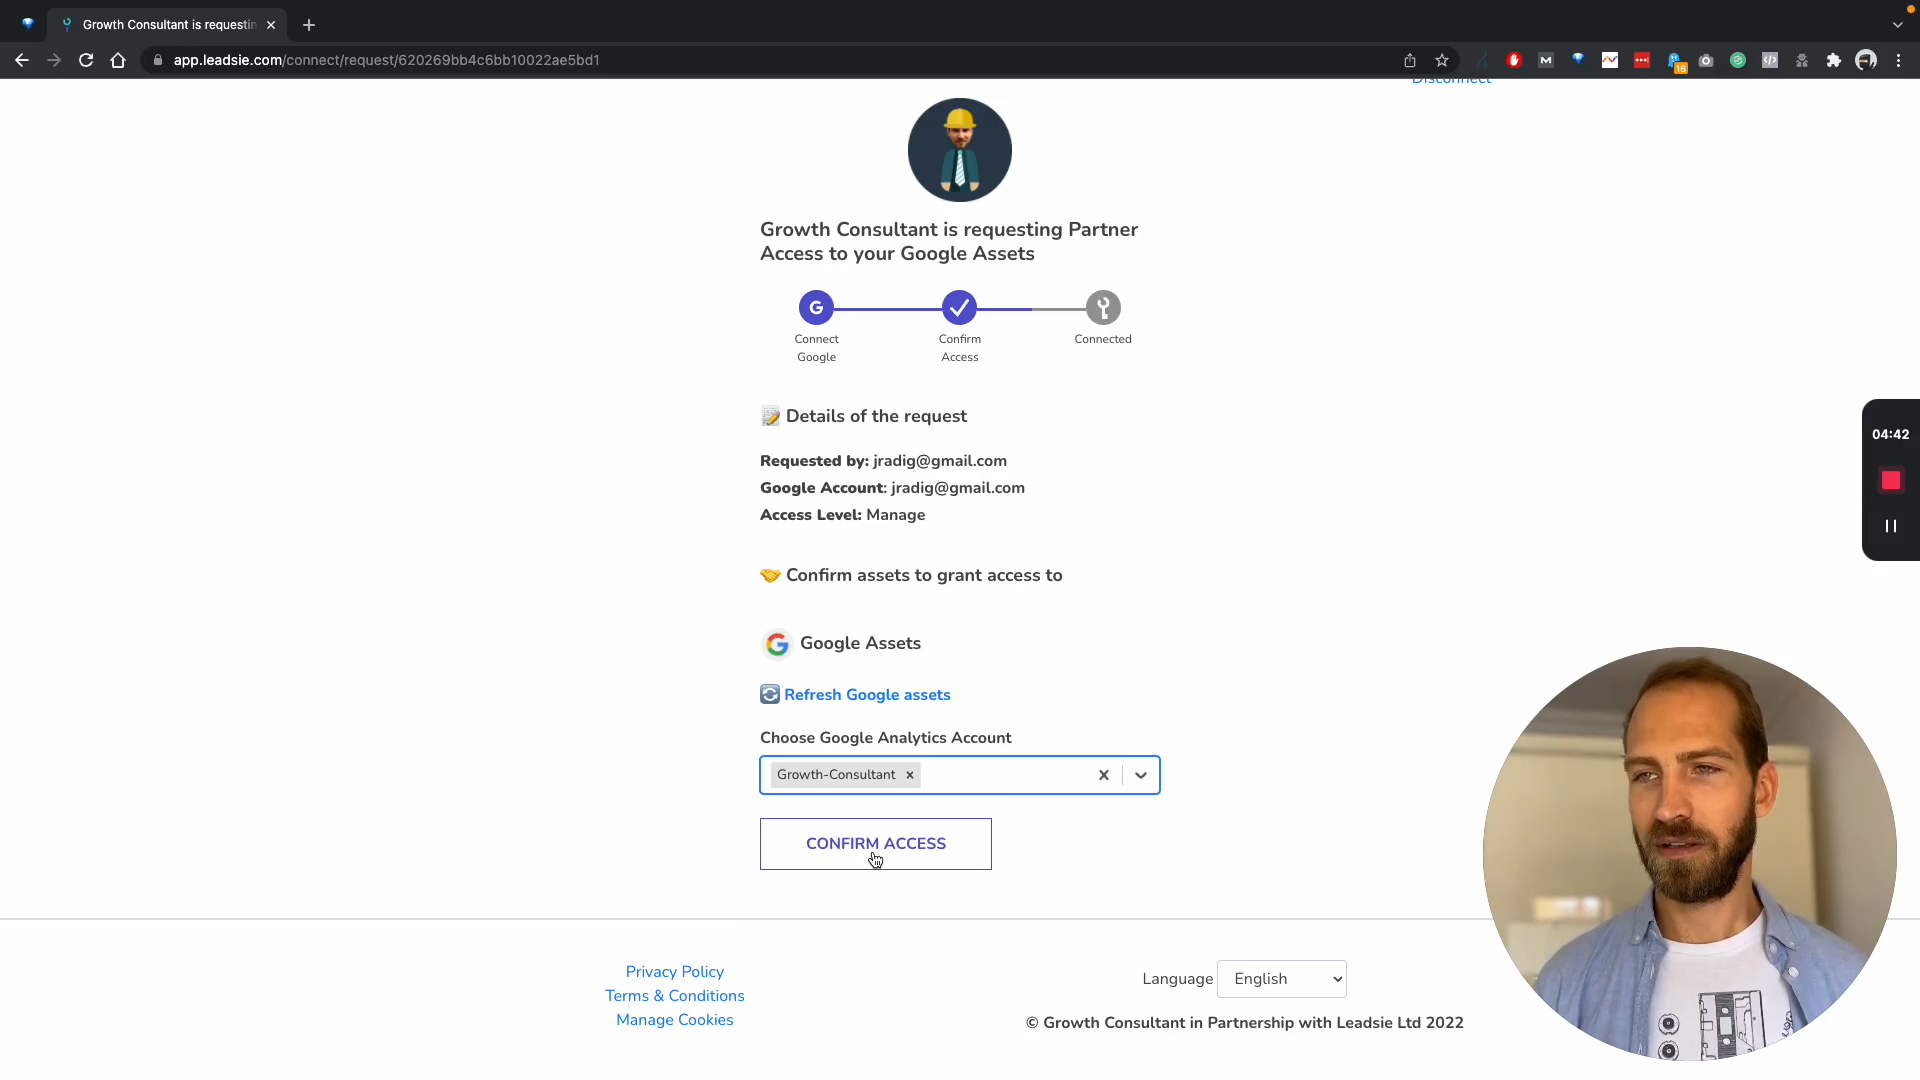 Growth Consultant is requestin
app.leadsie.com/connect/request/620269bb4c6bb10022ae5bd1
16
Disconnect
Growth Consultant is requesting Partner
Access to your Google Assets
G
Connect
Google
Confirm
Access
Connected
Details of the request
Requested by: jradig@gmail.com
Google Account: jradig@gmail.com
Access Level: Manage
Confirm assets to grant access to
Google Assets
Refresh Google assets
Choose Google Analytics Account
Growth-Consultant
CONFIRM ACCESS
04:42
Privacy Policy
Terms & Conditions
Manage Cookies
Language English
© Growth Consultant in Partnership with Leadsie Ltd 2022